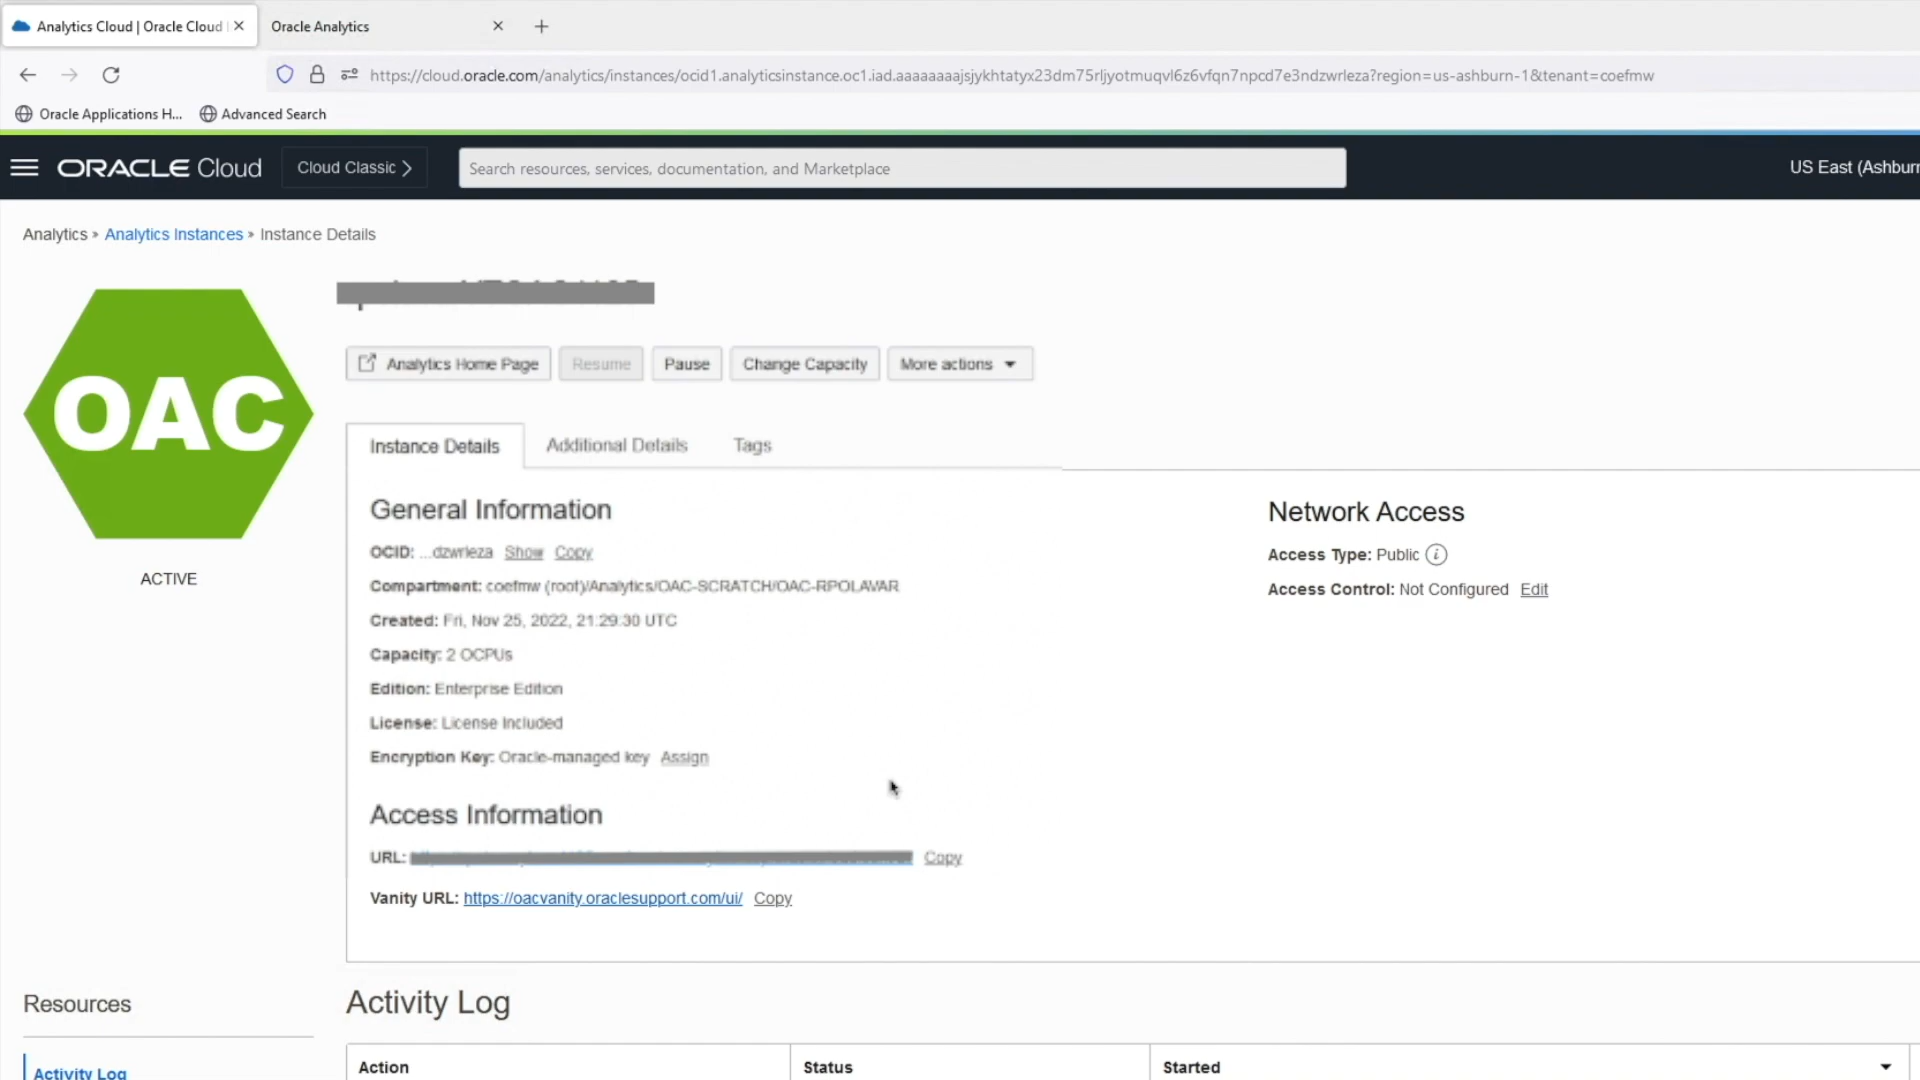 Analytics Cloud | Oracle Cloud
Oracle Analytics
https://cloud.oracle.com/analytics/instances/ocid1.analyticsinstance.oc1.iad.aaaaaaaajsjykhtatyx23dm75rljyotmuqvl6z6vfqn7npcd7e3ndzwrleza?region=us-ashburn-1&tenant=coefmw
Oracle Applications H...
Advanced Search
ORACLE Cloud
Cloud Classic
Search resources, services, documentation, and Marketplace
US East (Ashburn
Analytics » Analytics Instances » Instance Details
OAC
ACTIVE
Analytics Home Page
Resume
Pause
Change Capacity
More actions
Instance Details
Additional Details
Tags
General Information
OCID: ...dzwrleza Show Copy
Compartment: coefmw (root)/Analytics/OAC-SCRATCH/OAC-RPOLAVAR
Created: Fri, Nov 25, 2022, 21:29:30 UTC
Capacity: 2 OCPUs
Edition: Enterprise Edition
License: License Included
Encryption Key: Oracle-managed key Assign
Access Information
URL: Copy
Vanity URL: https://oacvanity.oraclesupport.com/ui/ Copy
Network Access
Access Type: Public
Access Control: Not Configured Edit
Resources
Activity Log
Activity Log
Action
Status
Started